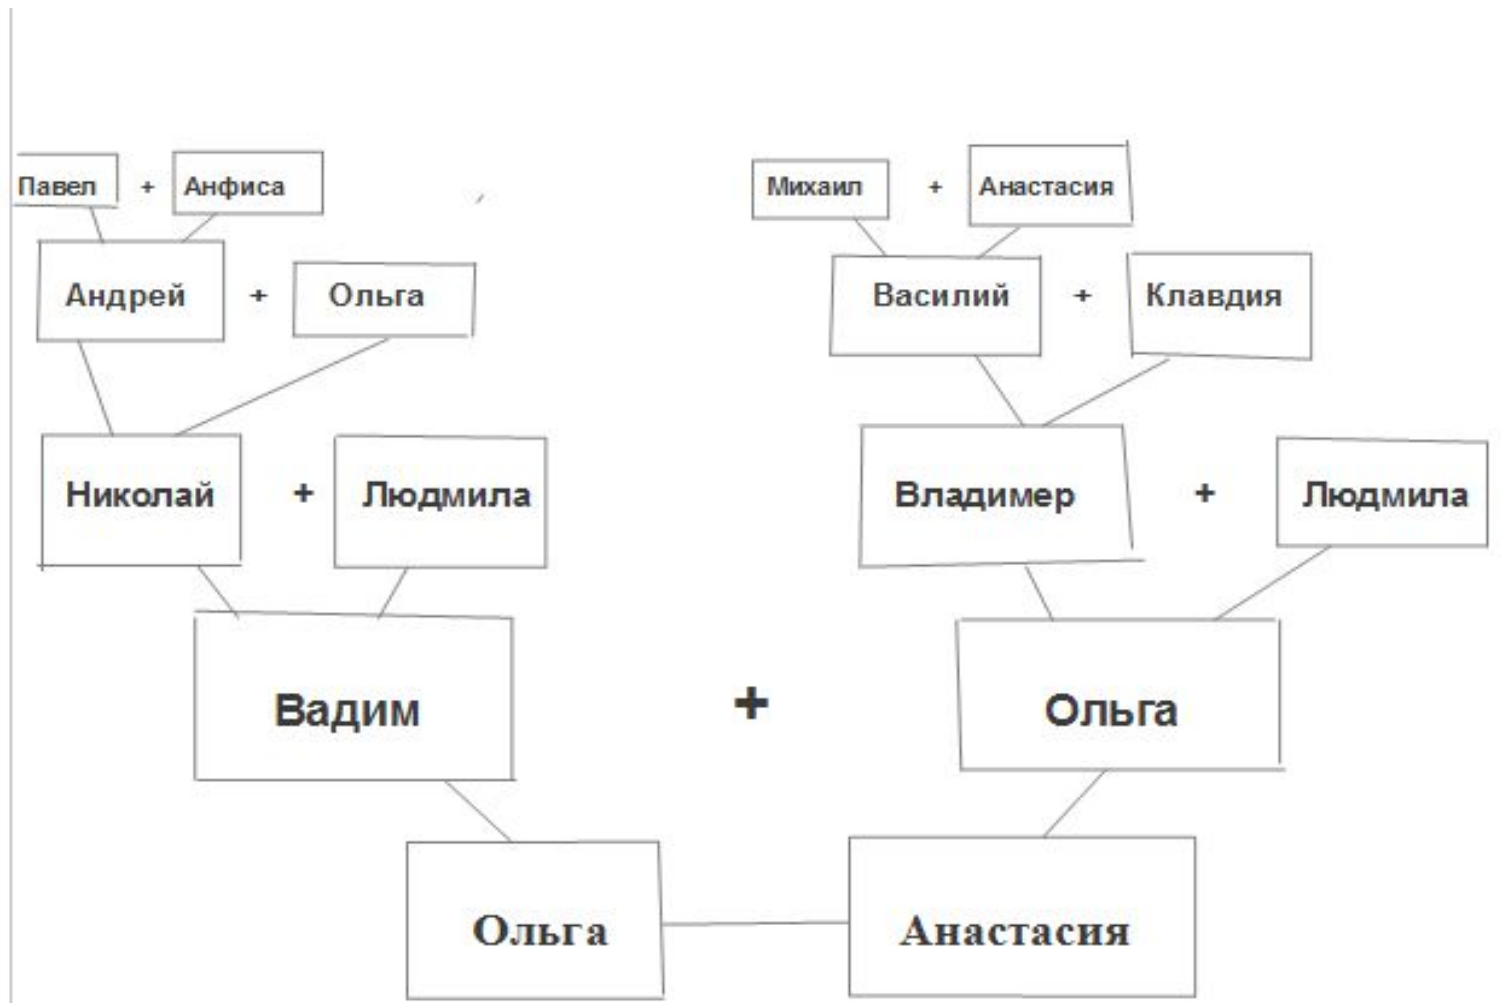 Павел + Анфиса Михаил + Анастасия
Андрей + Ольга Василий + Клавдия
Николай + Людмила Владимер + Людмила
Вадим + Ольга
Ольга Анастасия